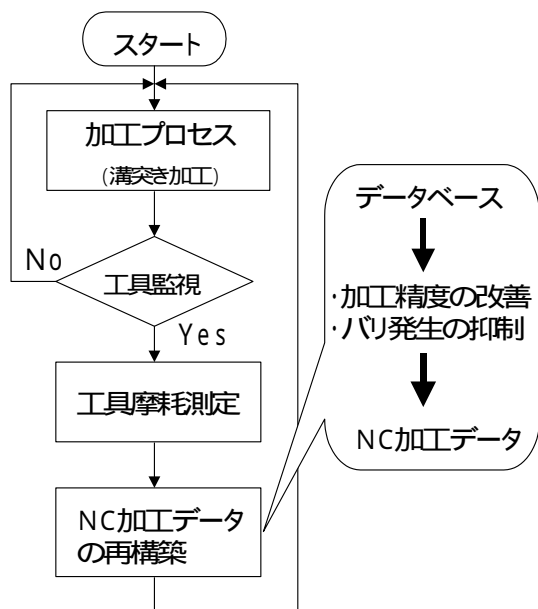 スタート
加工プロセス
(溝突き加工)
No
工具監視
Yes
工具摩耗測定
NC加工データ
の再構築
データベース
・加工精度の改善
・バリ発生の抑制
NC加工データ